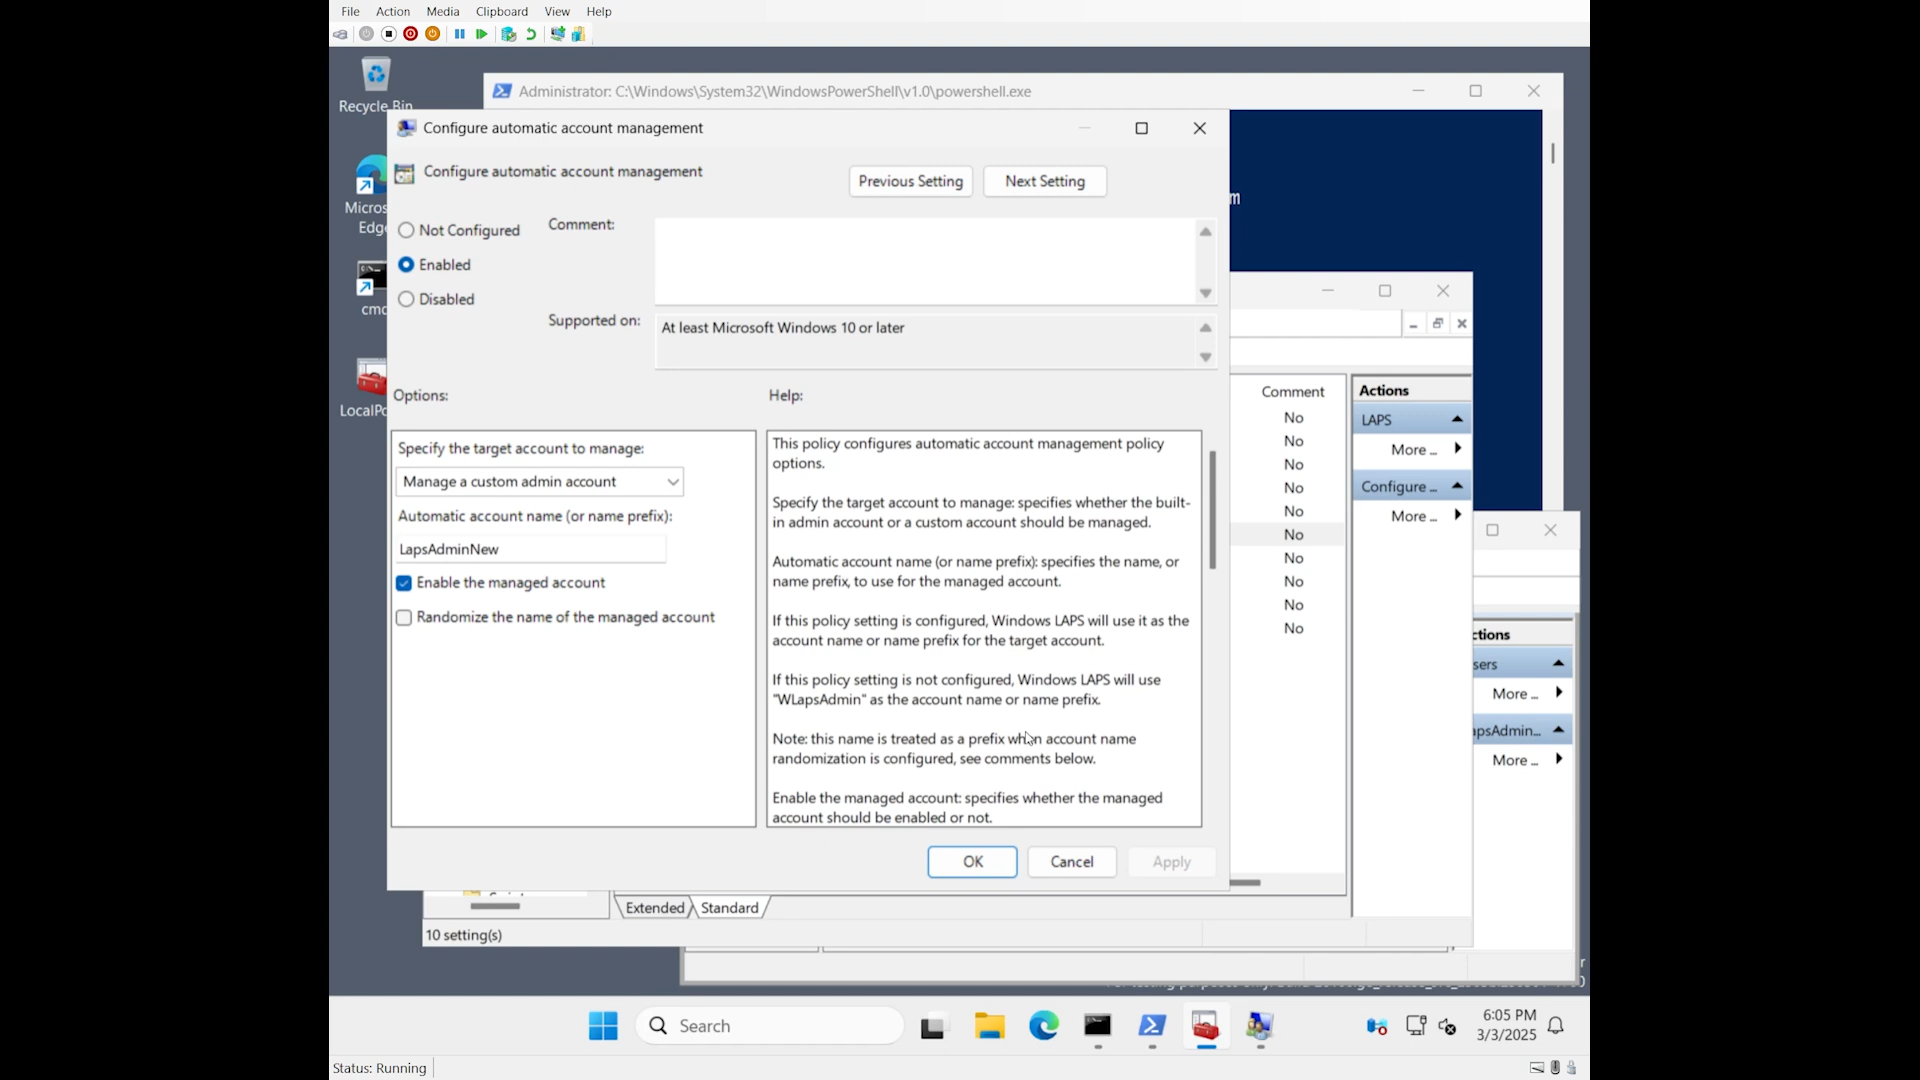 File Action Media Clipboard View Help
Recycle Bin
Administrator: C:\Windows\System32\WindowsPowerShell\v1.0\powershell.exe
Configure automatic account management
Configure automatic account management
Previous Setting
Next Setting
Not Configured
Enabled
Disabled
Comment:
Supported on:
At least Microsoft Windows 10 or later
Options:
Help:
Specify the target account to manage:
Manage a custom admin account
Automatic account name (or name prefix):
LapsAdminNew
Enable the managed account
Randomize the name of the managed account
This policy configures automatic account management policy
options.
Specify the target account to manage: specifies whether the built-
in admin account or a custom account should be managed.
Automatic account name (or name prefix): specifies the name, or
name prefix, to use for the managed account.
If this policy setting is configured, Windows LAPS will use it as the
account name or name prefix for the target account.
If this policy setting is not configured, Windows LAPS will use
"WLapsAdmin" as the account name or name prefix.
Note: this name is treated as a prefix when account name
randomization is configured, see comments below.
Enable the managed account: specifies whether the managed
account should be enabled or not.
OK
Cancel
Apply
Micros
Edge
cmd
LocalPo
m
Comment
No
No
No
No
No
No
No
No
No
No
Actions
LAPS
More ...
Configure ...
More ...
ctions
sers
More ...
apsAdmin...
More ...
Extended
Standard
10 setting(s)
Search
6:05 PM
3/3/2025
Status: Running